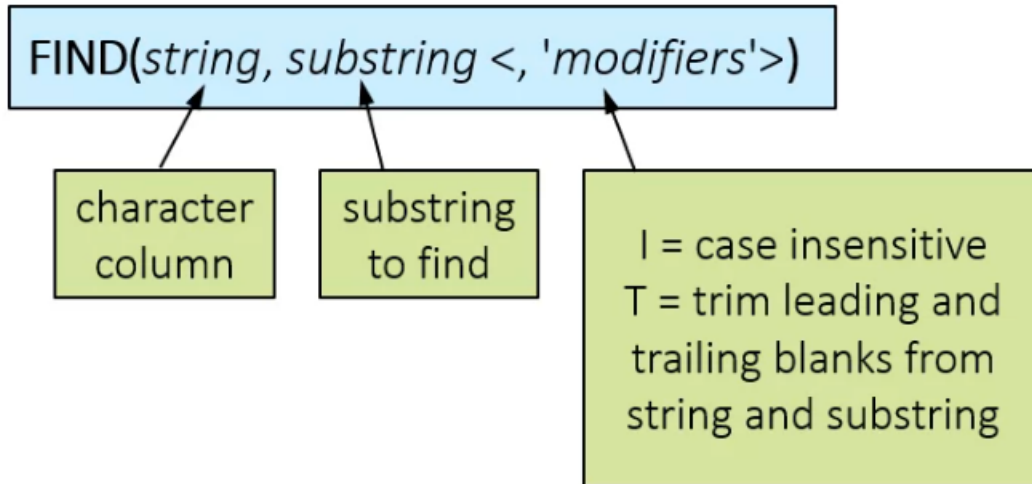 FIND(string, substring <, 'modifiers'>)
character
column
substring
to find
I = case insensitive
T = trim leading and
trailing blanks from
string and substring